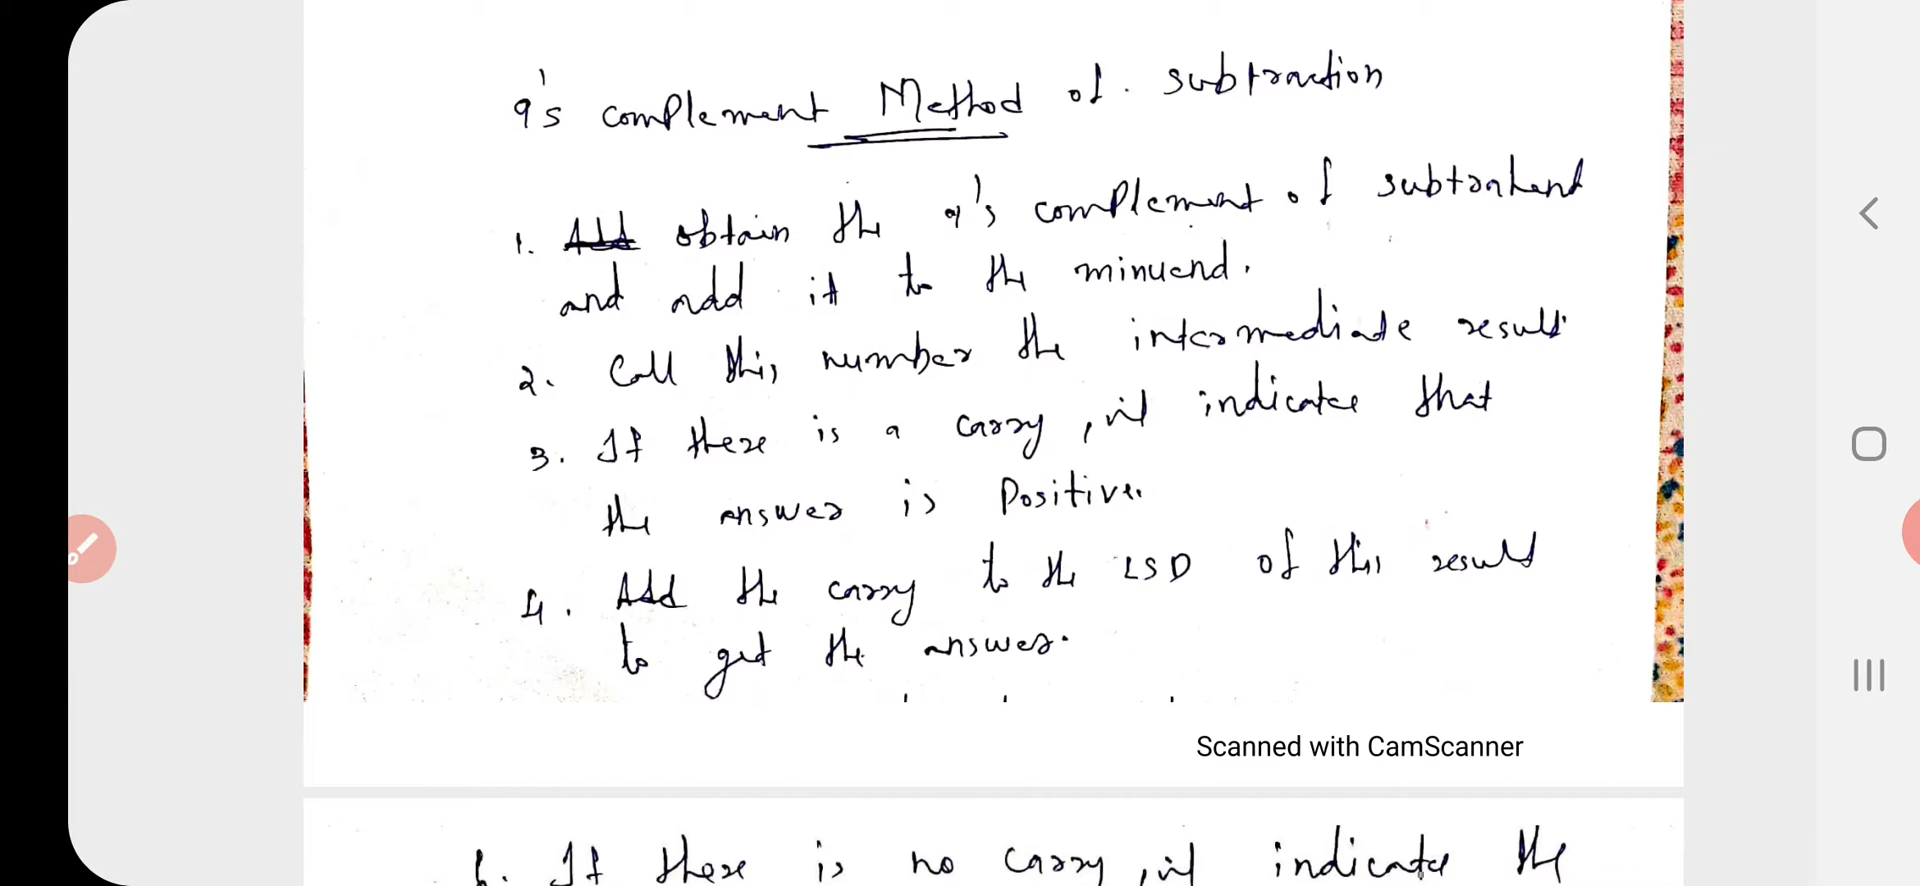 9's complement Method of. subtraction
1. Add obtain the 9's complement of subtrahend
and add it to the minuend.
2. Call this number the intermediate result.
3. If there is a carry, it indicates that
the answer is Positive.
4. Add the carry to the LSD of this result
to get the answer.
Scanned with CamScanner
If there is no carry, it indicates the